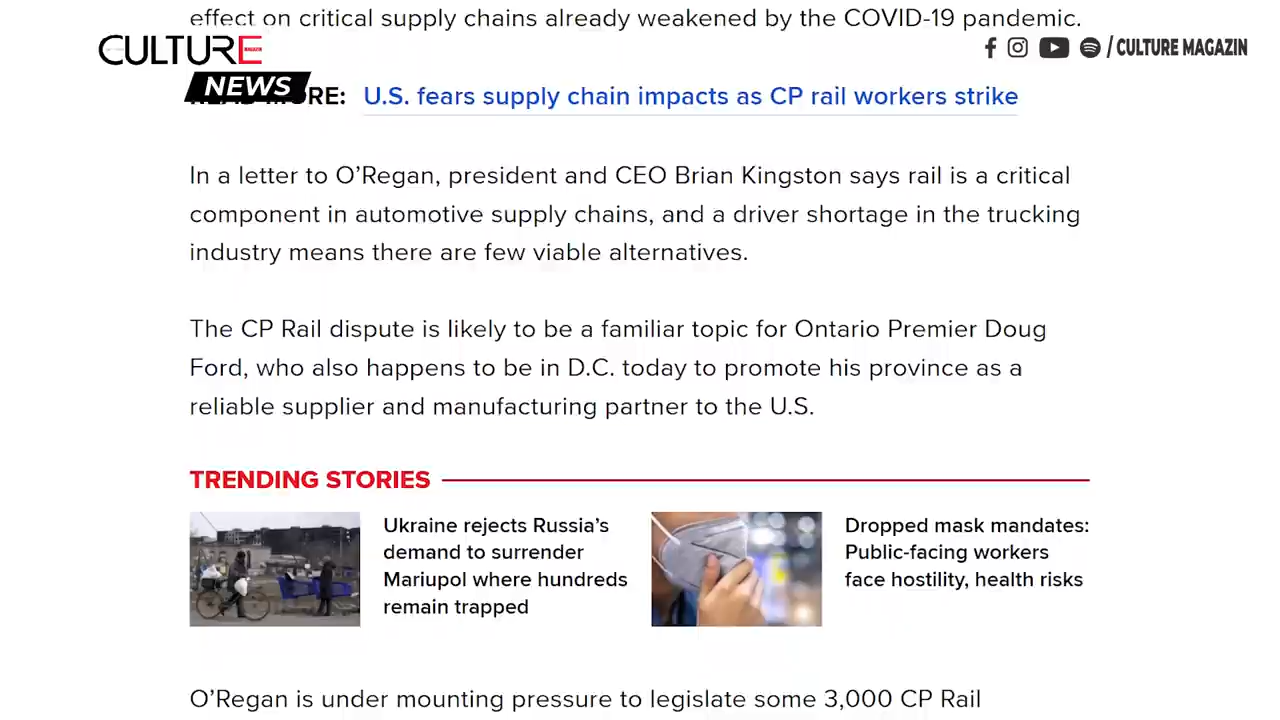 effect on critical supply chains already weakened by the COVID-19 pandemic.
CULTURE
/ CULTURE MAGAZIN
NEWS
RE: U.S. fears supply chain impacts as CP rail workers strike
In a letter to O’Regan, president and CEO Brian Kingston says rail is a critical
component in automotive supply chains, and a driver shortage in the trucking
industry means there are few viable alternatives.
The CP Rail dispute is likely to be a familiar topic for Ontario Premier Doug
Ford, who also happens to be in D.C. today to promote his province as a
reliable supplier and manufacturing partner to the U.S.
TRENDING STORIES
Ukraine rejects Russia’s
demand to surrender
Mariupol where hundreds
remain trapped
Dropped mask mandates:
Public-facing workers
face hostility, health risks
O’Regan is under mounting pressure to legislate some 3,000 CP Rail